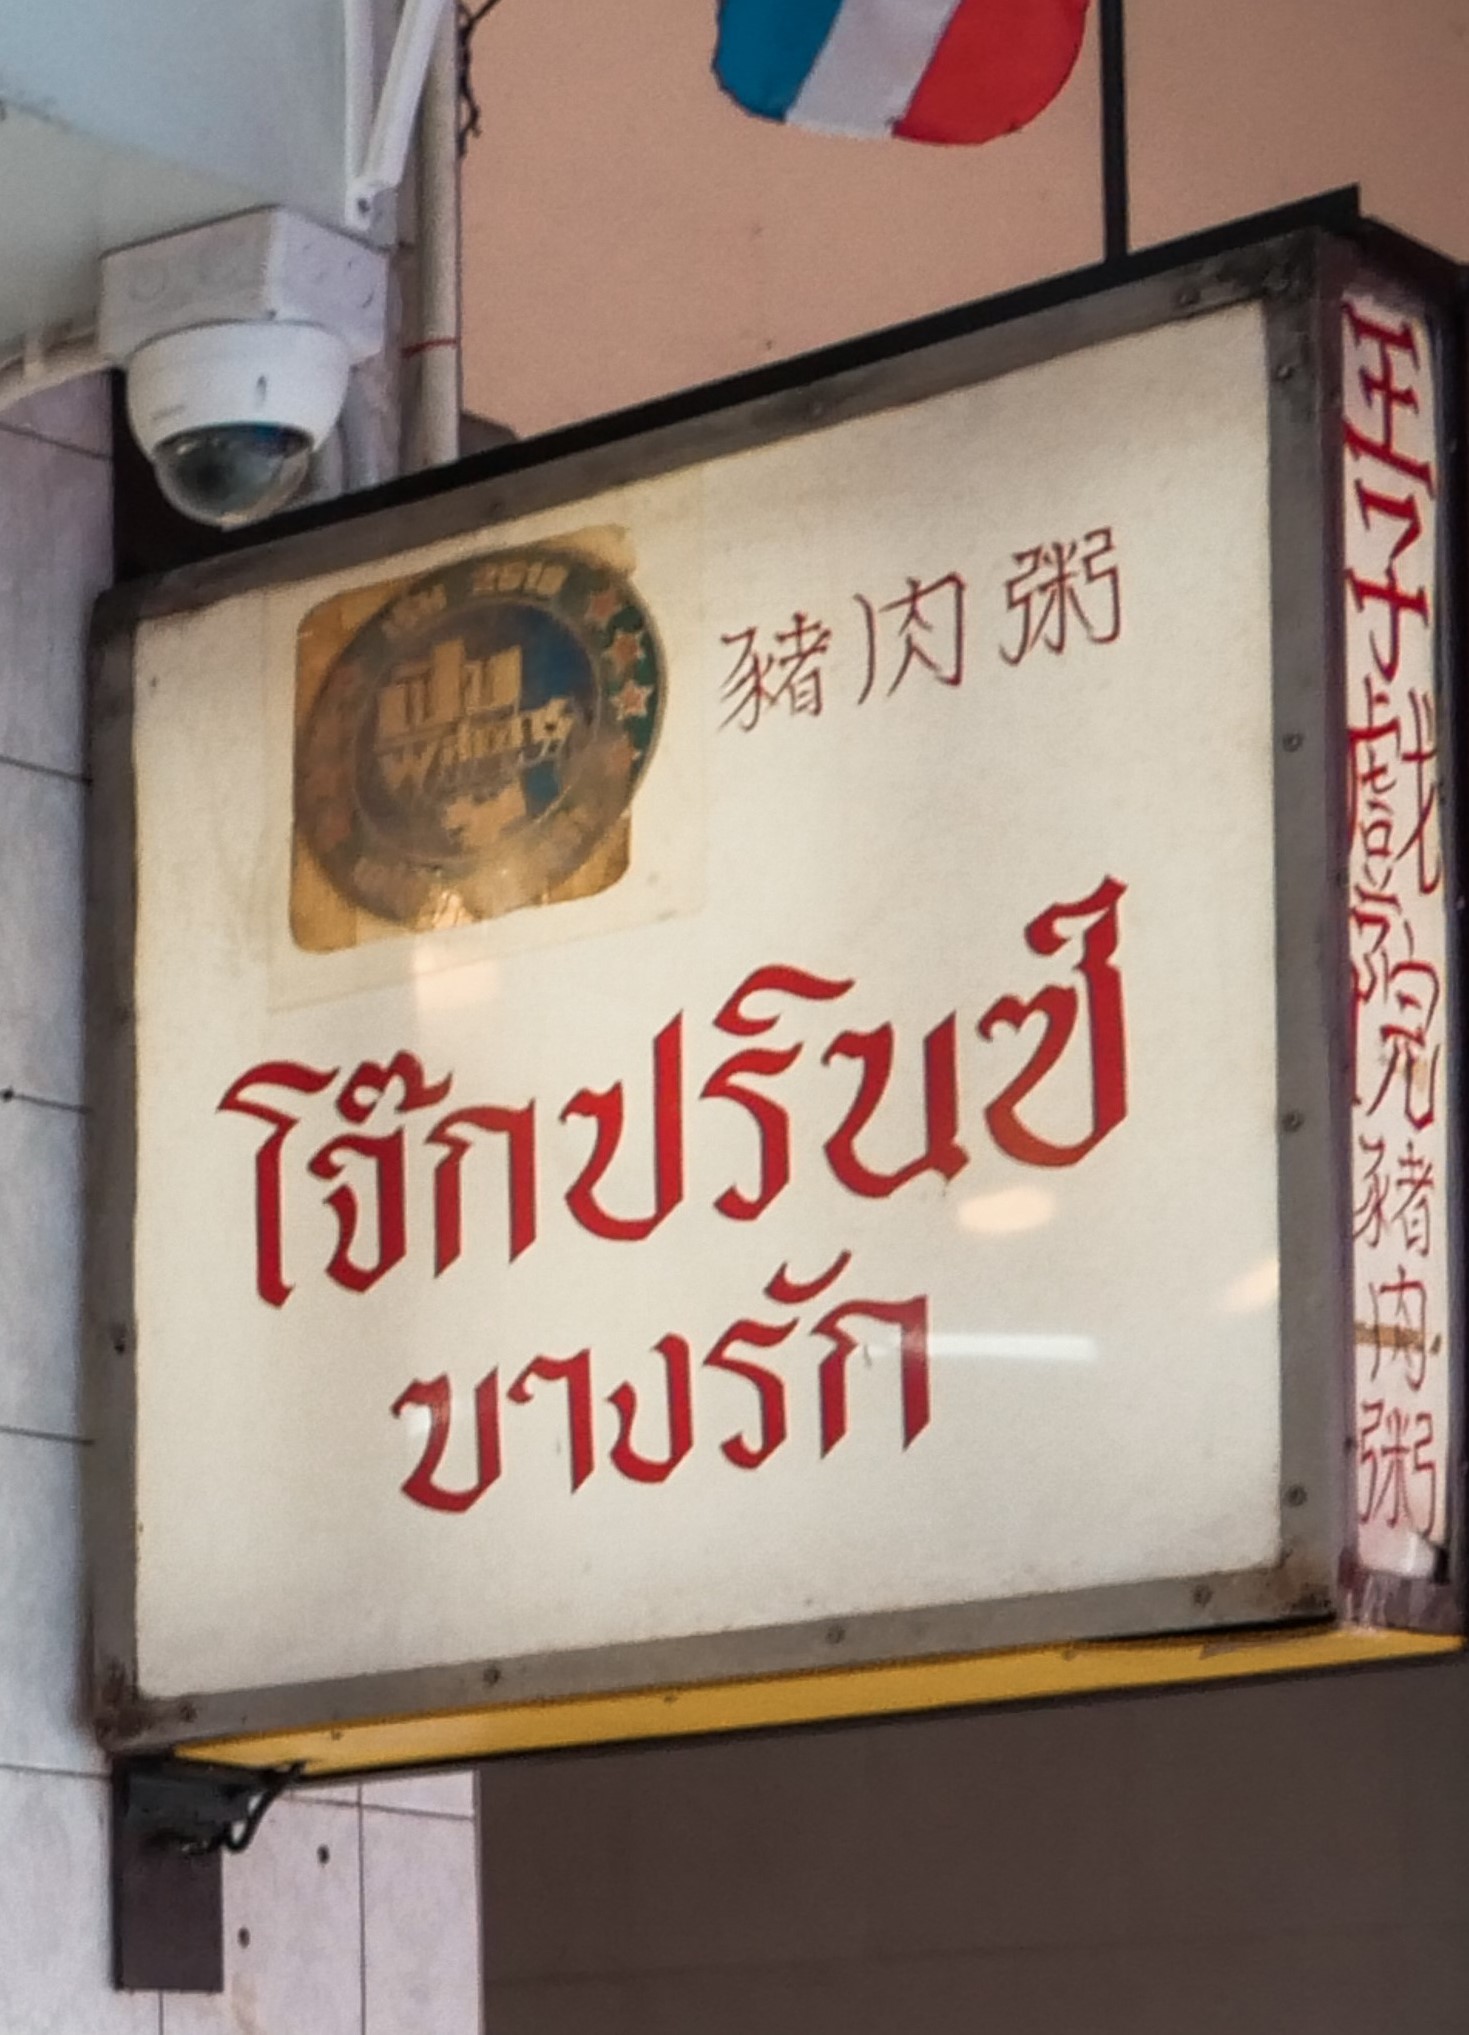 豬肉粥
โจ๊กปรินซ์
บางรัก
王子戲院豬肉粥